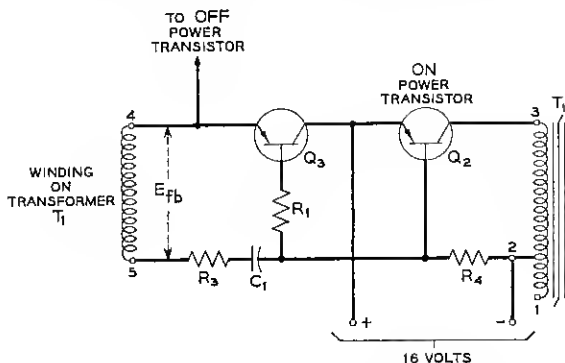 TO OFF
POWER
TRANSISTOR
ON
POWER
TRANSISTOR
T1
4
3
Q3
Q2
WINDING
ON
TRANSFORMER
T1
Efb
R1
2
5
R3
C1
R4
1
+
-
16 VOLTS